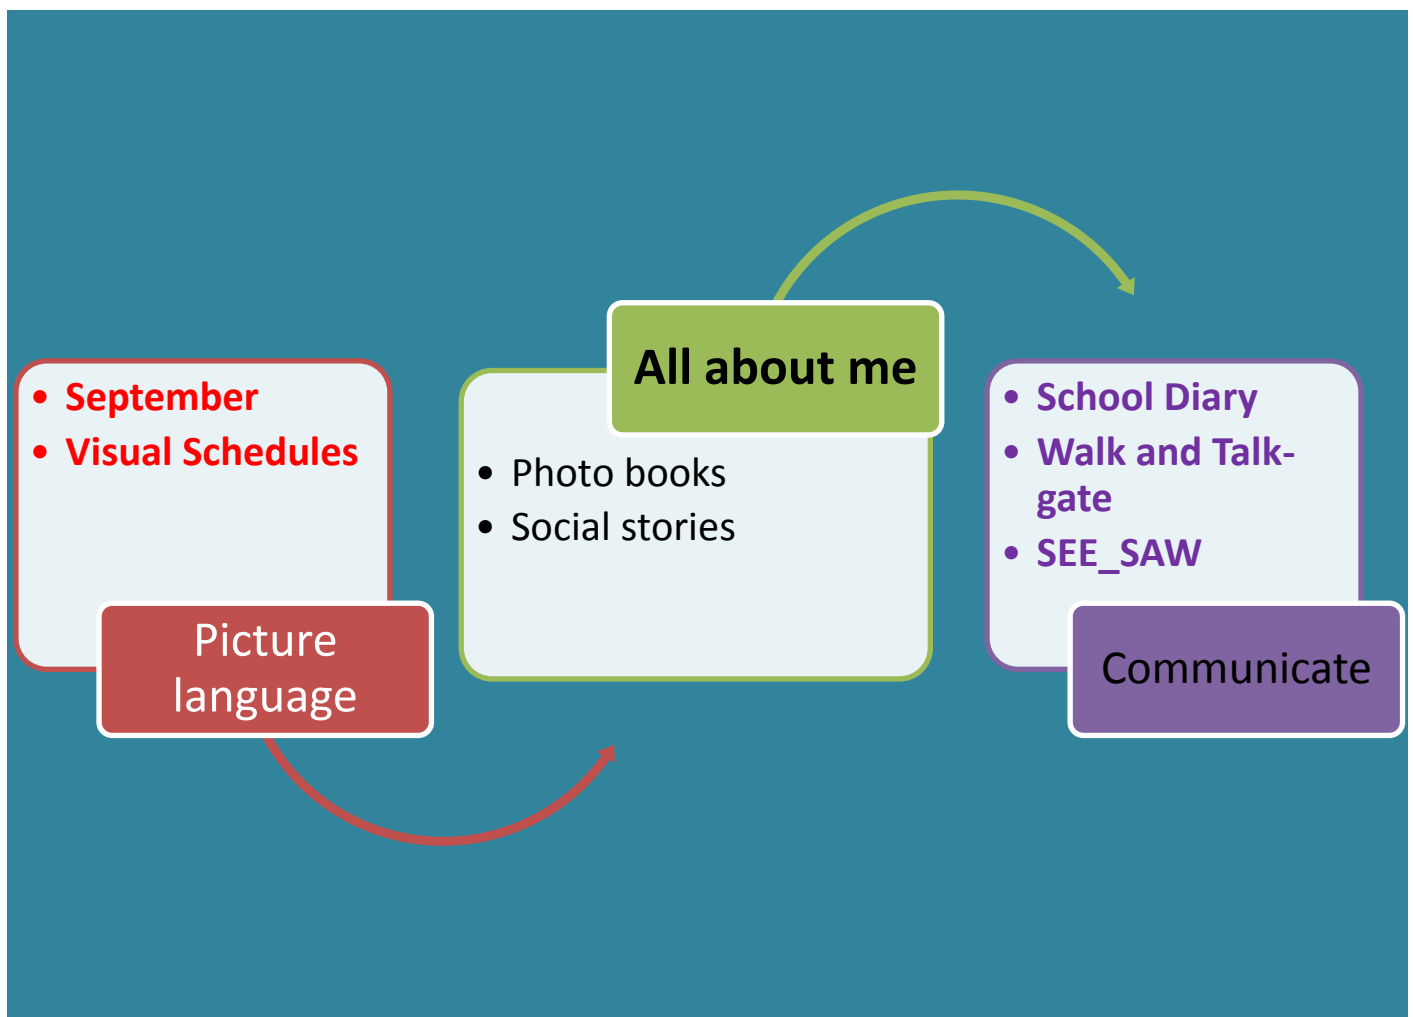 • September
• Visual Schedules
Picture
language
All about me
• Photo books
• Social stories
• School Diary
• Walk and Talk-
gate
• SEE_SAW
Communicate